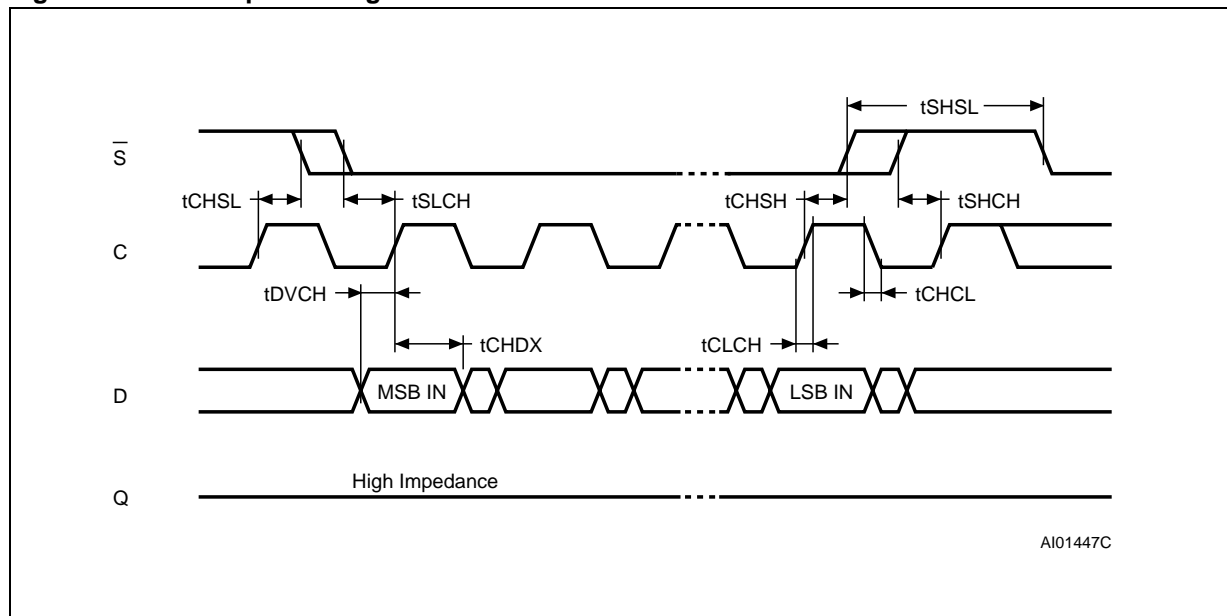 tSHSL
S
tCHSL
tSLCH
tCHSH
tSHCH
C
tDVCH
tCHCL
tCHDX
tCLCH
D
MSB IN
LSB IN
High Impedance
Q
AI01447C